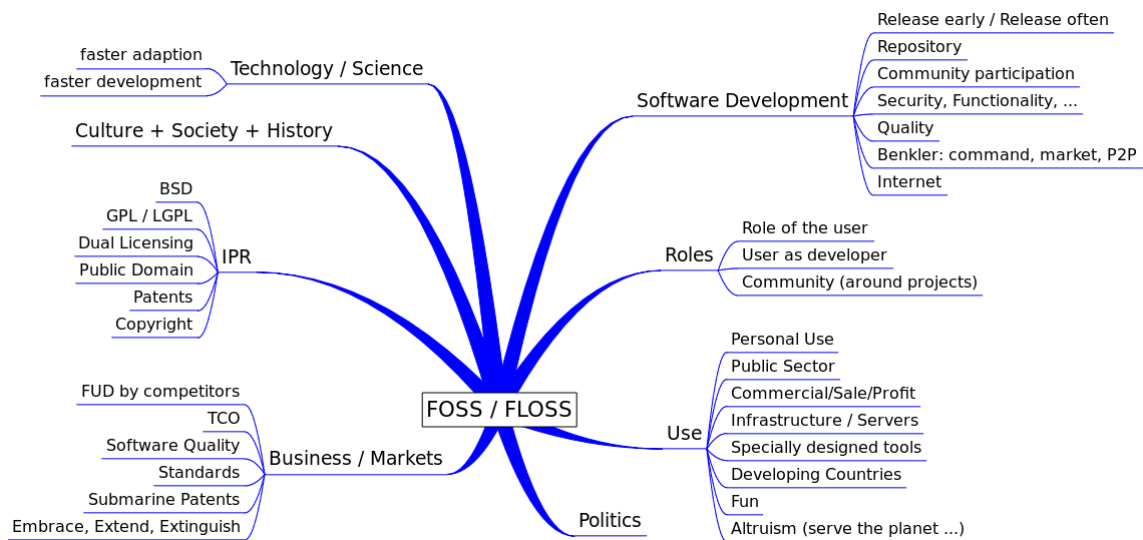 FOSS / FLOSS
Technology / Science
faster adaption
faster development
Culture + Society + History
IPR
BSD
GPL / LGPL
Dual Licensing
Public Domain
Patents
Copyright
Business / Markets
FUD by competitors
TCO
Software Quality
Standards
Submarine Patents
Embrace, Extend, Extinguish
Software Development
Release early / Release often
Repository
Community participation
Security, Functionality, ...
Quality
Benkler: command, market, P2P
Internet
Roles
Role of the user
User as developer
Community (around projects)
Use
Personal Use
Public Sector
Commercial/Sale/Profit
Infrastructure / Servers
Specially designed tools
Developing Countries
Fun
Altruism (serve the planet ...)
Politics